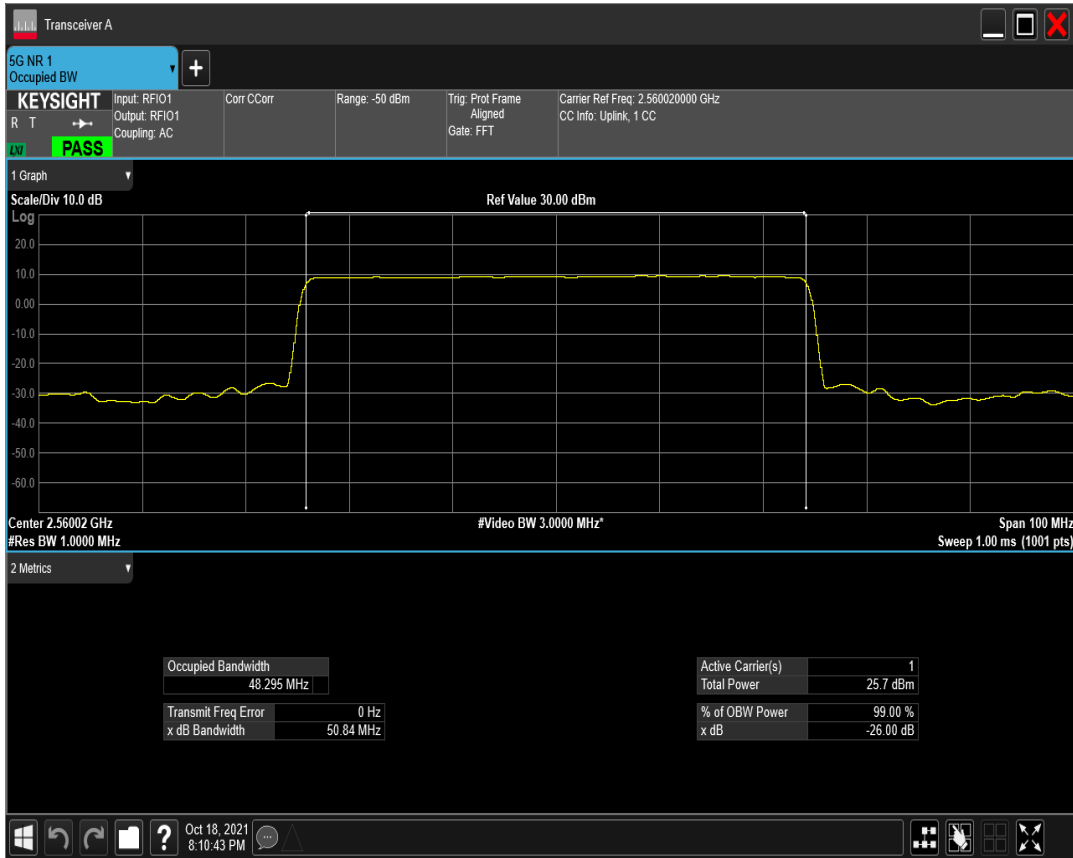 Transceiver A
5G NR 1
Occupied BW
+
KEYSIGHT
R T
LXI
PASS
Input: RFIO1
Output: RFIO1
Coupling: AC
Corr CCorr
Range: -50 dBm
Trig: Prot Frame
Aligned
Gate: FFT
Carrier Ref Freq: 2.560020000 GHz
CC Info: Uplink, 1 CC
1 Graph
Scale/Div 10.0 dB
Ref Value 30.00 dBm
Log
20.0
10.0
0.00
-10.0
-20.0
-30.0
-40.0
-50.0
-60.0
Center 2.56002 GHz
#Video BW 3.0000 MHz*
Span 100 MHz
#Res BW 1.0000 MHz
Sweep 1.00 ms (1001 pts)
2 Metrics
Occupied Bandwidth
48.295 MHz
Transmit Freq Error 0 Hz
x dB Bandwidth 50.84 MHz
Active Carrier(s) 1
Total Power 25.7 dBm
% of OBW Power 99.00 %
x dB -26.00 dB
?
Oct 18, 2021
8:10:43 PM